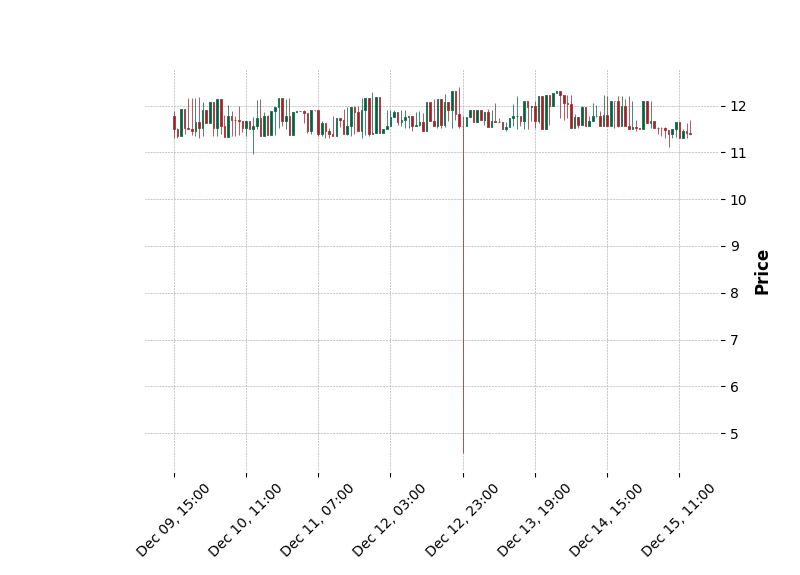 12
11
10
9
8
7
6
5
Price
Dec 09, 15:00
Dec 10, 11:00
Dec 11, 07:00
Dec 12, 03:00
Dec 12, 23:00
Dec 13, 19:00
Dec 14, 15:00
Dec 15, 11:00